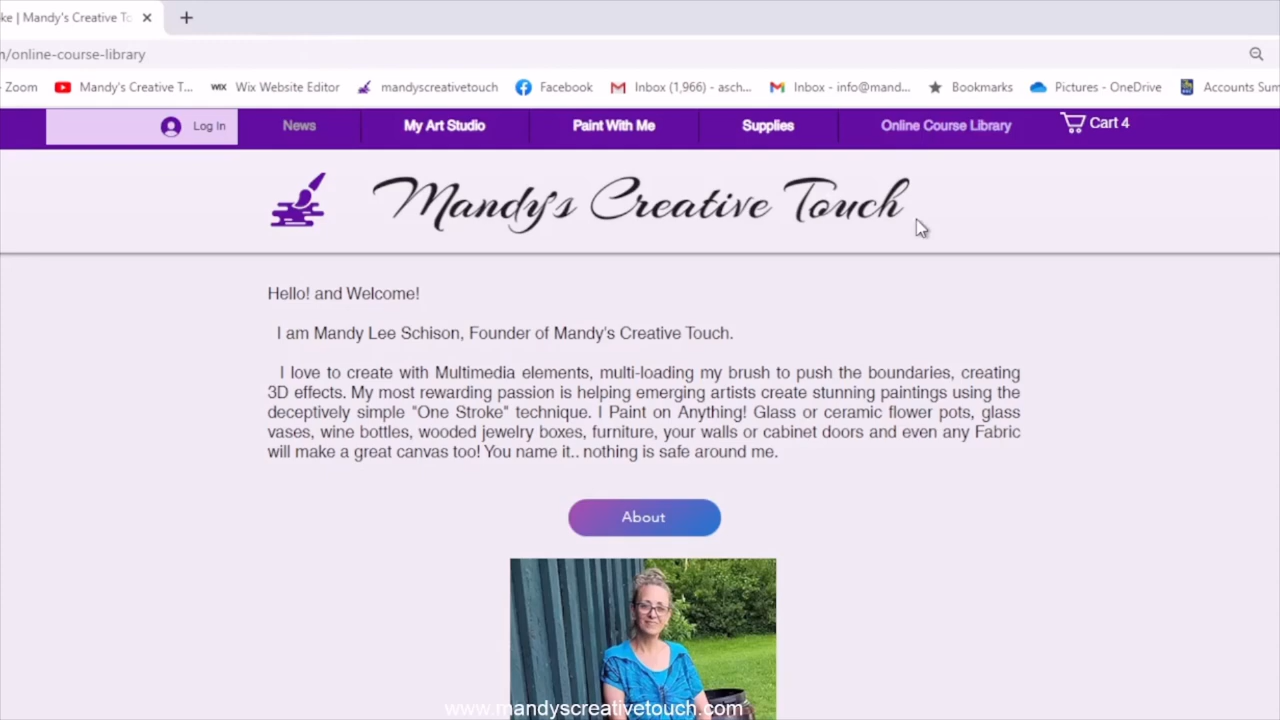 ke | Mandy's Creative To
m/online-course-library
Zoom Mandy's Creative T... WIX Wix Website Editor mandyscreativetouch Facebook Inbox (1,966) - asch... Inbox - info@mand... Bookmarks Pictures - OneDrive Accounts Sum
Log In News My Art Studio Paint With Me Supplies Online Course Library Cart 4
Mandy's Creative Touch
Hello! and Welcome!
I am Mandy Lee Schison, Founder of Mandy's Creative Touch.
I love to create with Multimedia elements, multi-loading my brush to push the boundaries, creating
3D effects. My most rewarding passion is helping emerging artists create stunning paintings using the
deceptively simple "One Stroke" technique. I Paint on Anything! Glass or ceramic flower pots, glass
vases, wine bottles, wooded jewelry boxes, furniture, your walls or cabinet doors and even any Fabric
will make a great canvas too! You name it.. nothing is safe around me.
About
www.mandyscreativetouch.com